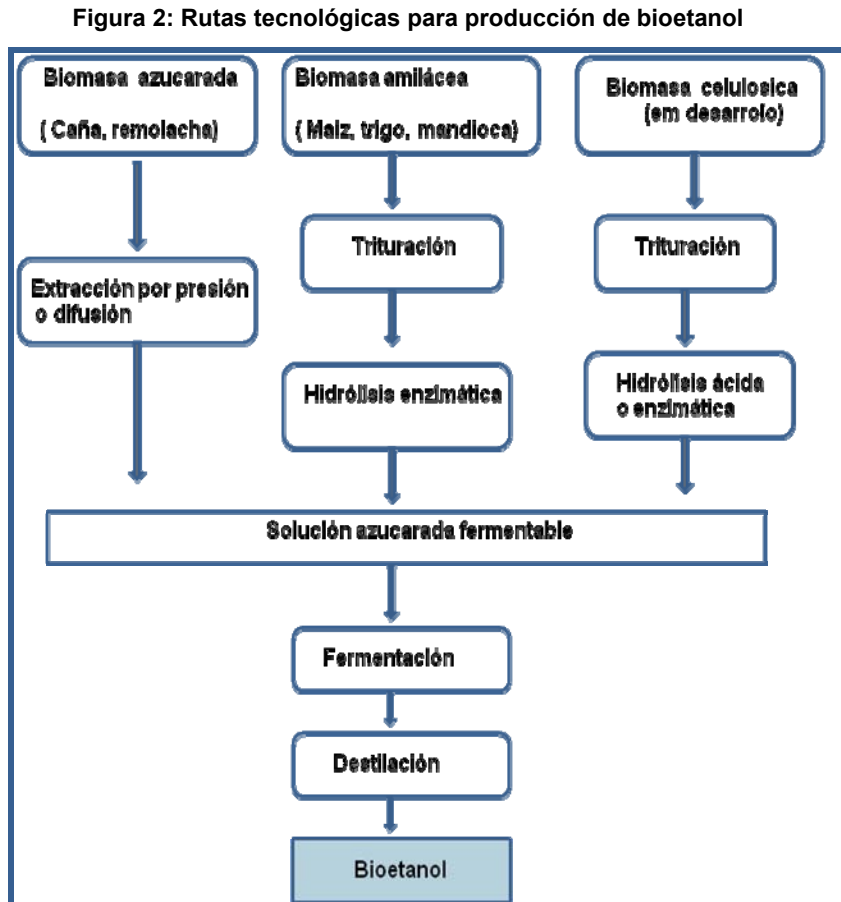 Figura 2: Rutas tecnológicas para producción de bioetanol
Biomasa azucarada
( Caña, remolacha)
Biomasa amilácea
( Maiz, trigo, mandioca)
Biomasa celulosica
(em desarrolo)
Extracción por presión
o difusión
Trituración
Trituración
Hidrólisis enzimática
Hidrólisis ácida
o enzimática
Solución azucarada fermentable
Fermentación
Destilación
Bioetanol